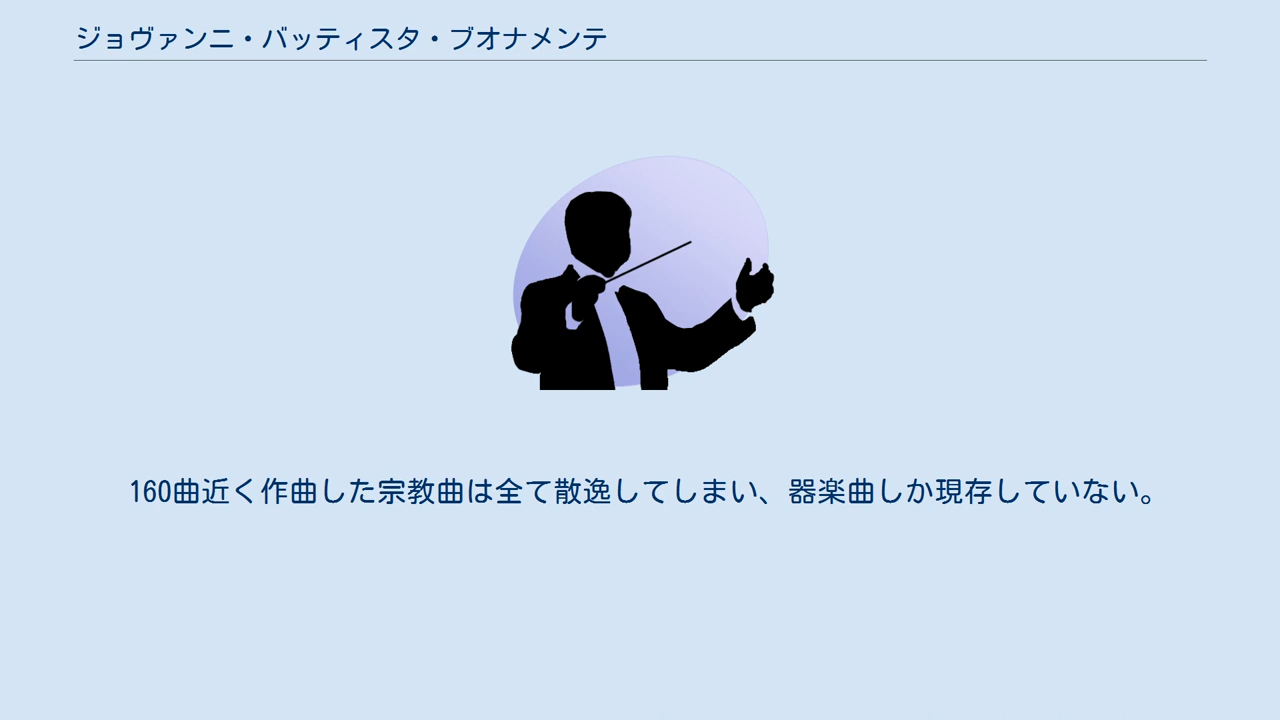 ジョヴァンニ・バッティスタ・ブオナメンテ
160曲近く作曲した宗教曲は全て散逸してしまい、器楽曲しか現存していない。